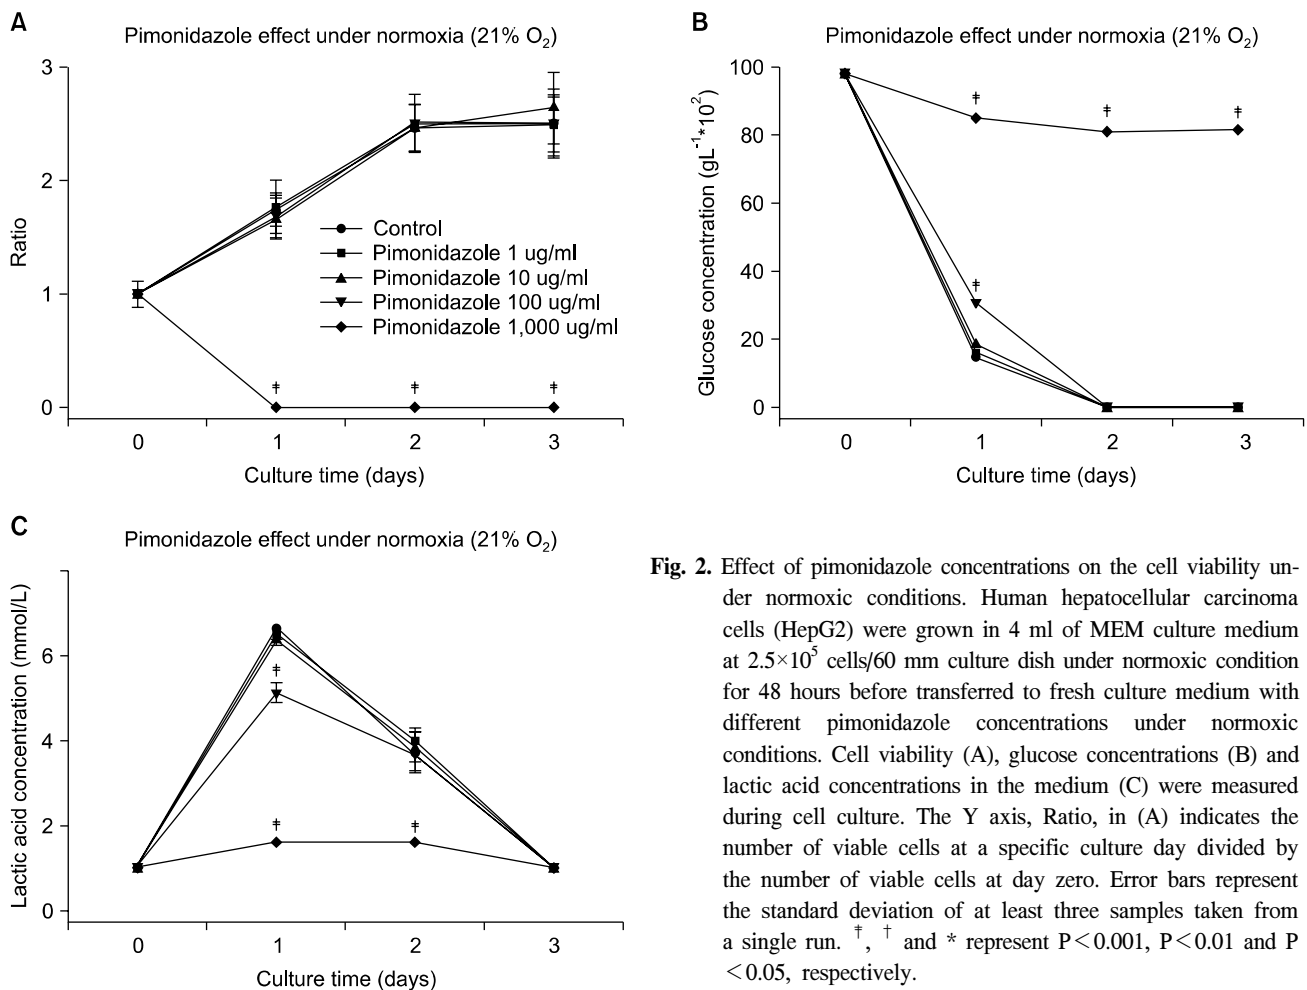 A
Pimonidazole effect under normoxia (21% O2)
3
2
1
0
Ratio
Control
Pimonidazole 1 ug/ml
Pimonidazole 10 ug/ml
Pimonidazole 100 ug/ml
Pimonidazole 1,000 ug/ml
‡ ‡ ‡
0 1 2 3
Culture time (days)
B
Pimonidazole effect under normoxia (21% O2)
100
80
60
40
20
0
Glucose concentration (gL⁻¹*10²)
‡ ‡ ‡
‡
0 1 2 3
Culture time (days)
C
Pimonidazole effect under normoxia (21% O2)
6
4
2
0
Lactic acid concentration (mmol/L)
‡
‡ ‡
0 1 2 3
Culture time (days)
Fig. 2. Effect of pimonidazole concentrations on the cell viability un-
der normoxic conditions. Human hepatocellular carcinoma
cells (HepG2) were grown in 4 ml of MEM culture medium
at 2.5×10⁵ cells/60 mm culture dish under normoxic condition
for 48 hours before transferred to fresh culture medium with
different pimonidazole concentrations under normoxic
conditions. Cell viability (A), glucose concentrations (B) and
lactic acid concentrations in the medium (C) were measured
during cell culture. The Y axis, Ratio, in (A) indicates the
number of viable cells at a specific culture day divided by
the number of viable cells at day zero. Error bars represent
the standard deviation of at least three samples taken from
a single run. ‡, † and * represent P<0.001, P<0.01 and P
<0.05, respectively.